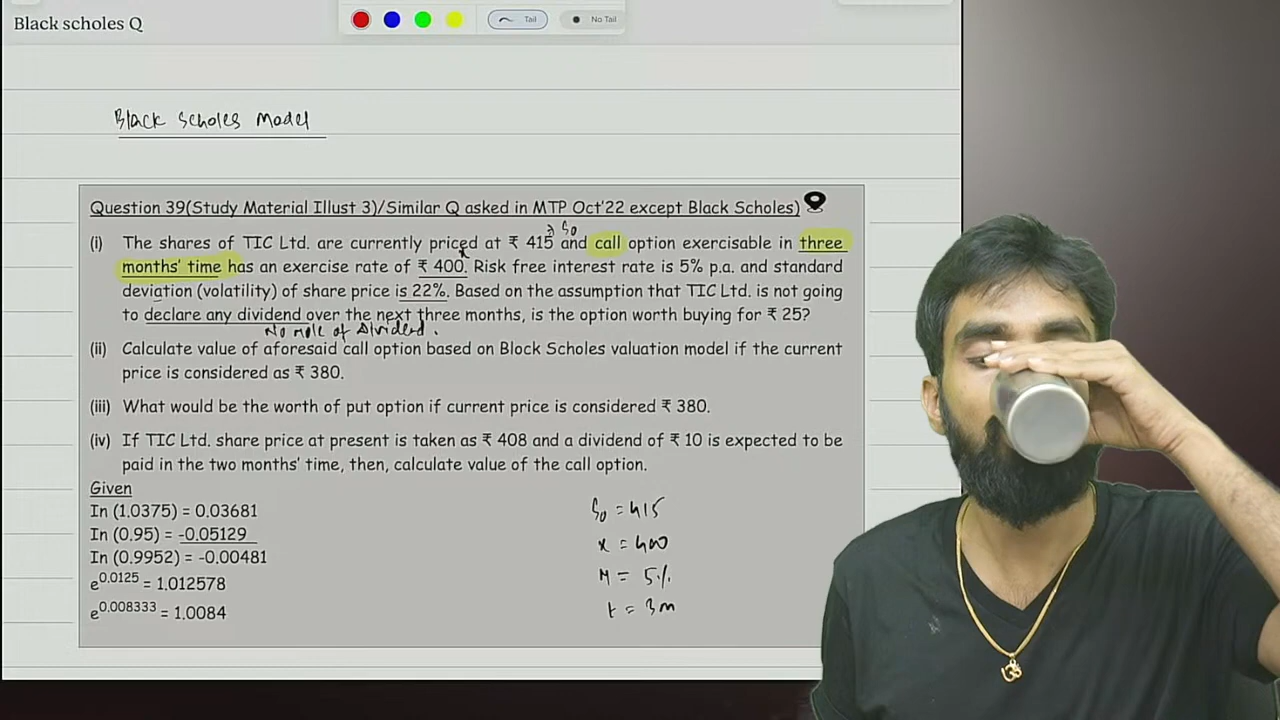 Black scholes Q
Tail
No Tail
Black Scholes Model
Question 39(Study Material Illust 3)/Similar Q asked in MTP Oct'22 except Black Scholes)
S0
(i) The shares of TIC Ltd. are currently priced at ₹ 415 and call option exercisable in three
months' time has an exercise rate of ₹ 400. Risk free interest rate is 5% p.a. and standard
deviation (volatility) of share price is 22%. Based on the assumption that TIC Ltd. is not going
to declare any dividend over the next three months, is the option worth buying for ₹ 25?
No role of Dividend.
(ii) Calculate value of aforesaid call option based on Block Scholes valuation model if the current
price is considered as ₹ 380.
(iii) What would be the worth of put option if current price is considered ₹ 380.
(iv) If TIC Ltd. share price at present is taken as ₹ 408 and a dividend of ₹ 10 is expected to be
paid in the two months' time, then, calculate value of the call option.
Given
In (1.0375) = 0.03681
In (0.95) = -0.05129
In (0.9952) = -0.00481
e^0.0125 = 1.012578
e^0.008333 = 1.0084
S0 = 415
x = 400
r = 5%
t = 3m